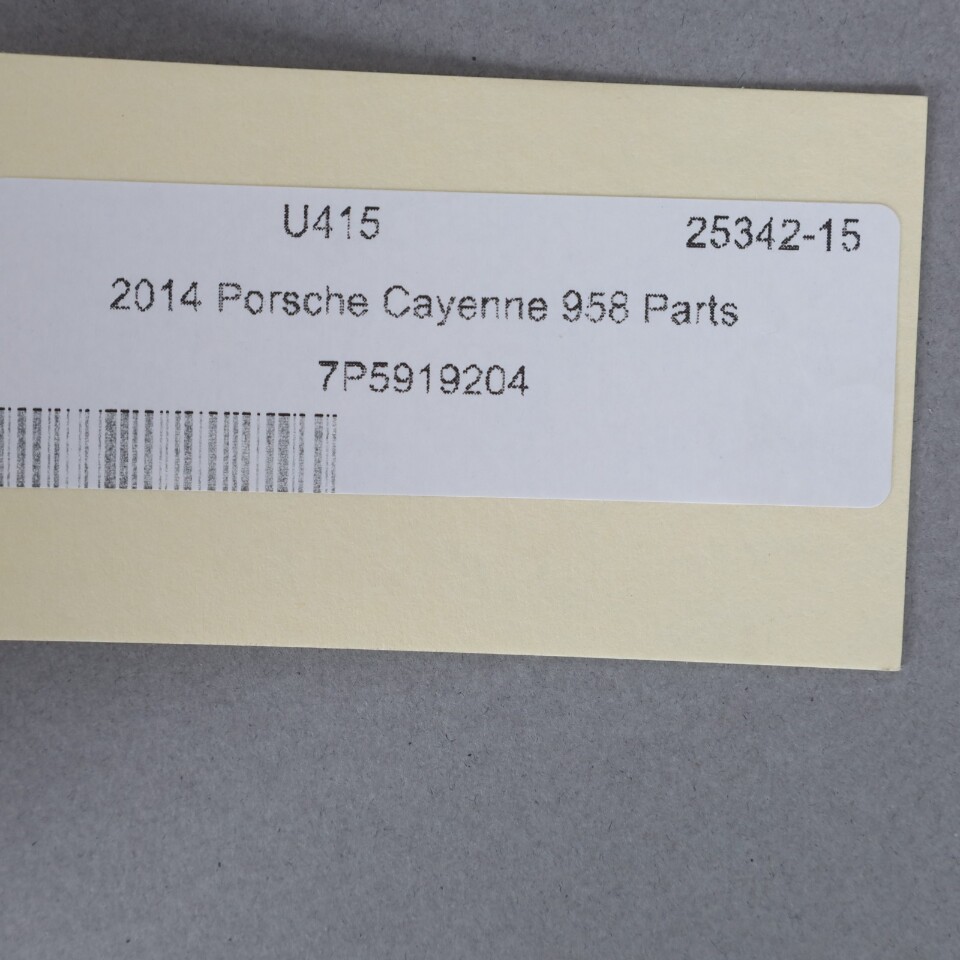 U415 25342-15
2014 Porsche Cayenne 958 Parts
7P5919204